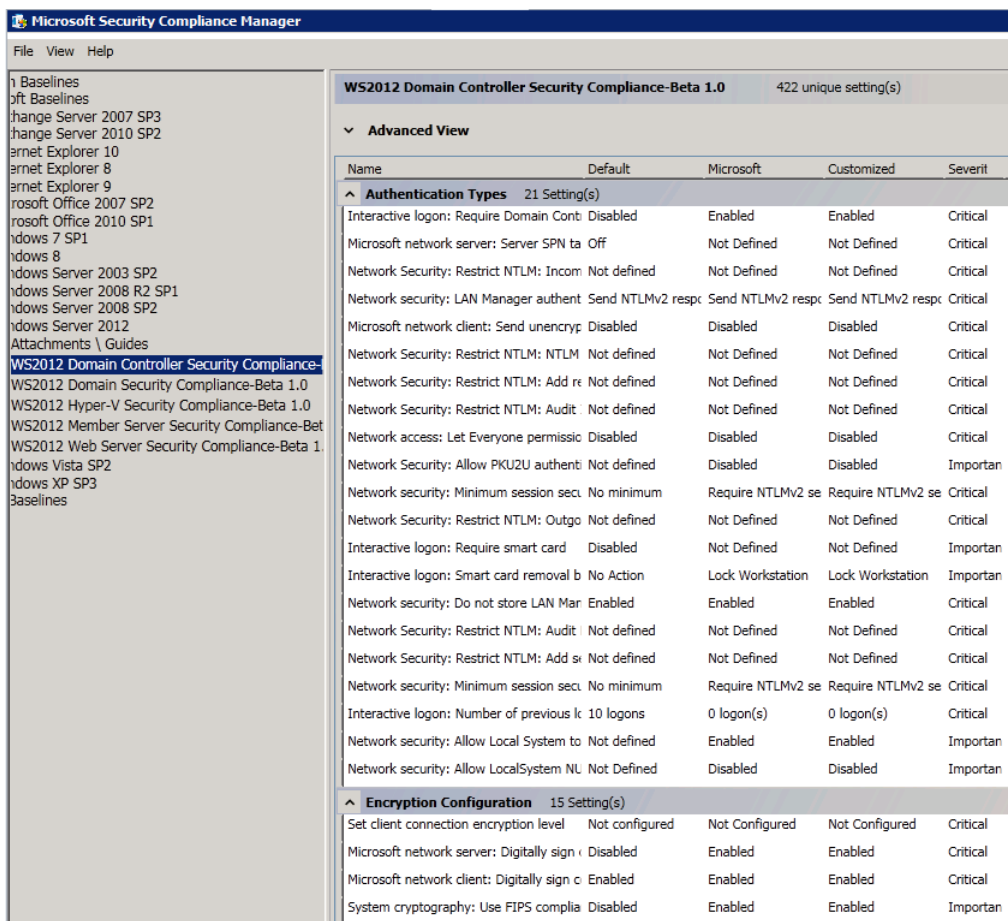 Microsoft Security Compliance Manager
File View Help
n Baselines
oft Baselines
change Server 2007 SP3
change Server 2010 SP2
ernet Explorer 10
ernet Explorer 8
ernet Explorer 9
rosoft Office 2007 SP2
rosoft Office 2010 SP1
ndows 7 SP1
ndows 8
ndows Server 2003 SP2
ndows Server 2008 R2 SP1
ndows Server 2008 SP2
ndows Server 2012
Attachments \ Guides
WS2012 Domain Controller Security Compliance-
WS2012 Domain Security Compliance-Beta 1.0
WS2012 Hyper-V Security Compliance-Beta 1.0
WS2012 Member Server Security Compliance-Bet
WS2012 Web Server Security Compliance-Beta 1.
ndows Vista SP2
ndows XP SP3
Baselines
WS2012 Domain Controller Security Compliance-Beta 1.0 422 unique setting(s)
Advanced View
Name Default Microsoft Customized Severit
Authentication Types 21 Setting(s)
Interactive logon: Require Domain Contr Disabled Enabled Enabled Critical
Microsoft network server: Server SPN ta Off Not Defined Not Defined Critical
Network Security: Restrict NTLM: Incom Not defined Not Defined Not Defined Critical
Network security: LAN Manager authent Send NTLMv2 respo Send NTLMv2 respo Send NTLMv2 respo Critical
Microsoft network client: Send unencryp Disabled Disabled Disabled Critical
Network Security: Restrict NTLM: NTLM Not defined Not Defined Not Defined Critical
Network Security: Restrict NTLM: Add re Not defined Not Defined Not Defined Critical
Network Security: Restrict NTLM: Audit Not defined Not Defined Not Defined Critical
Network access: Let Everyone permissio Disabled Disabled Disabled Critical
Network Security: Allow PKU2U authenti Not defined Disabled Disabled Importan
Network security: Minimum session secu No minimum Require NTLMv2 se Require NTLMv2 se Critical
Network Security: Restrict NTLM: Outgo Not defined Not Defined Not Defined Critical
Interactive logon: Require smart card Disabled Not Defined Not Defined Importan
Interactive logon: Smart card removal b No Action Lock Workstation Lock Workstation Importan
Network security: Do not store LAN Man Enabled Enabled Enabled Critical
Network Security: Restrict NTLM: Audit Not defined Not Defined Not Defined Critical
Network Security: Restrict NTLM: Add se Not defined Not Defined Not Defined Critical
Network security: Minimum session secu No minimum Require NTLMv2 se Require NTLMv2 se Critical
Interactive logon: Number of previous lo 10 logons 0 logon(s) 0 logon(s) Critical
Network security: Allow Local System to Not defined Enabled Enabled Importan
Network security: Allow LocalSystem NU Not Defined Disabled Disabled Importan
Encryption Configuration 15 Setting(s)
Set client connection encryption level Not configured Not Configured Not Configured Critical
Microsoft network server: Digitally sign c Disabled Enabled Enabled Critical
Microsoft network client: Digitally sign co Enabled Enabled Enabled Critical
System cryptography: Use FIPS complia Disabled Enabled Enabled Importan